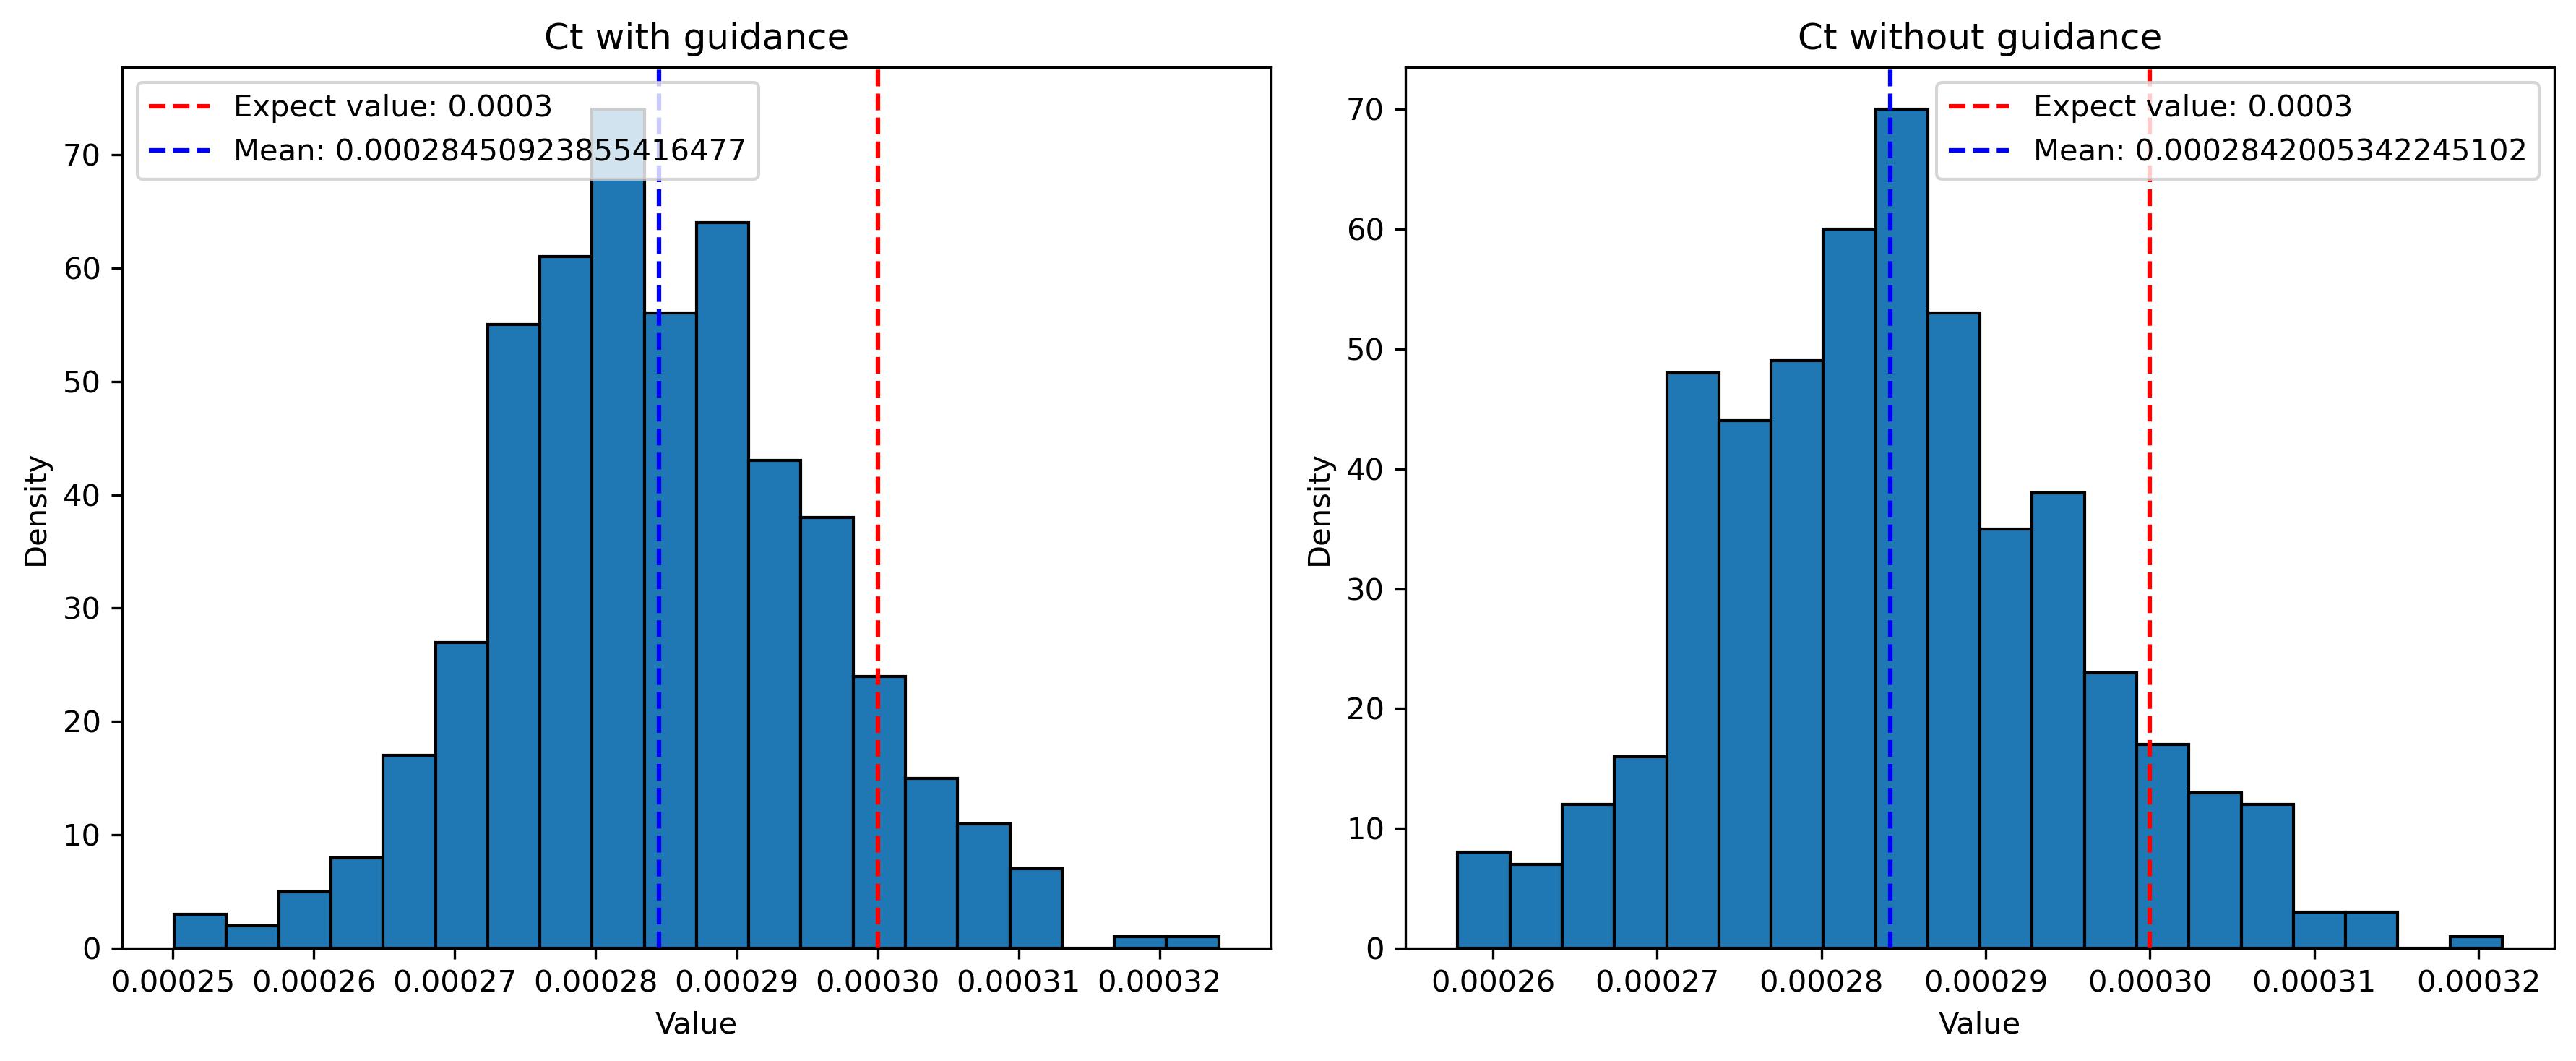 Ct with guidance
Expect value: 0.0003
Mean: 0.00028450923855416477
Density
70
60
50
40
30
20
10
0
0.00025 0.00026 0.00027 0.00028 0.00029 0.00030 0.00031 0.00032
Value
Ct without guidance
Expect value: 0.0003
Mean: 0.0002842005342245102
Density
70
60
50
40
30
20
10
0
0.00026 0.00027 0.00028 0.00029 0.00030 0.00031 0.00032
Value